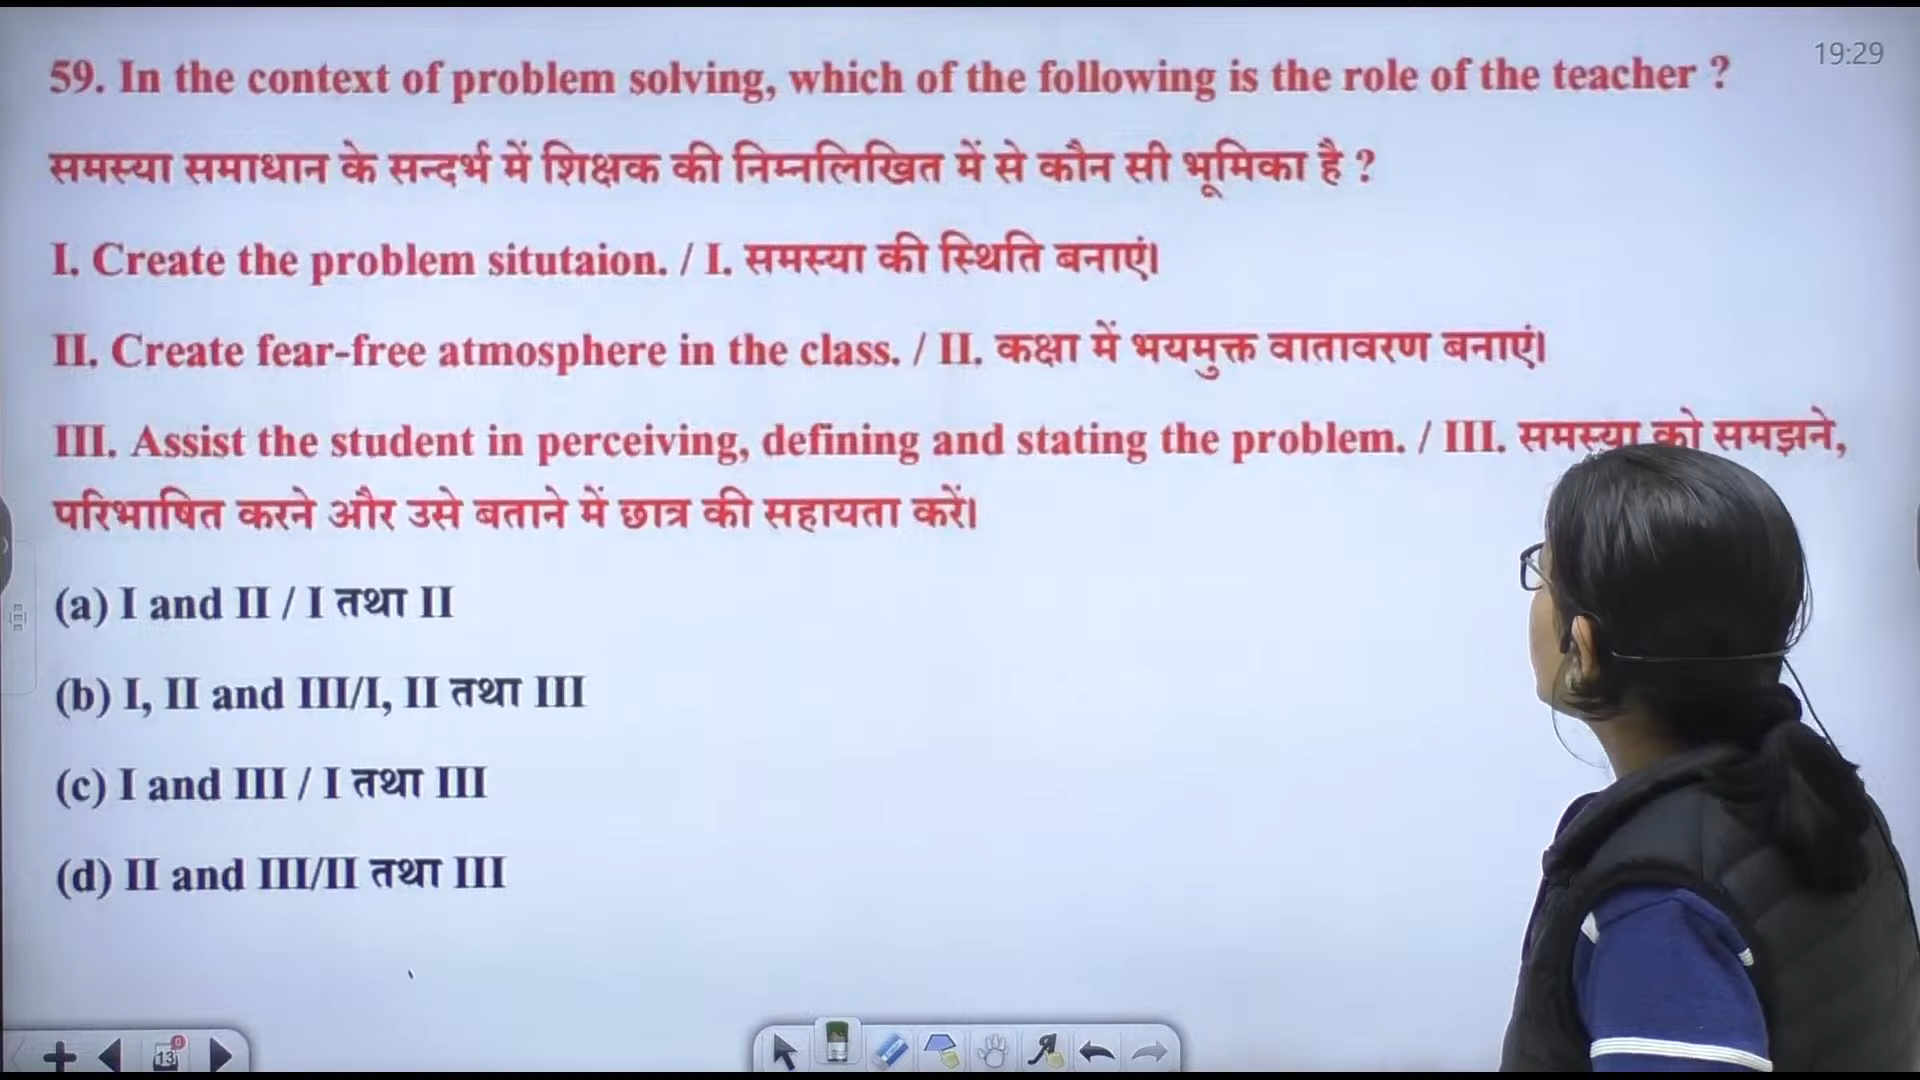 19:29
59. In the context of problem solving, which of the following is the role of the teacher ?
समस्या समाधान के सन्दर्भ में शिक्षक की निम्नलिखित में से कौन सी भूमिका है ?
I. Create the problem situtaion. / I. समस्या की स्थिति बनाएं।
II. Create fear-free atmosphere in the class. / II. कक्षा में भयमुक्त वातावरण बनाएं।
III. Assist the student in perceiving, defining and stating the problem. / III. समस्या को समझने,
परिभाषित करने और उसे बताने में छात्र की सहायता करें।
(a) I and II / I तथा II
(b) I, II and III/I, II तथा III
(c) I and III / I तथा III
(d) II and III/II तथा III
13
0